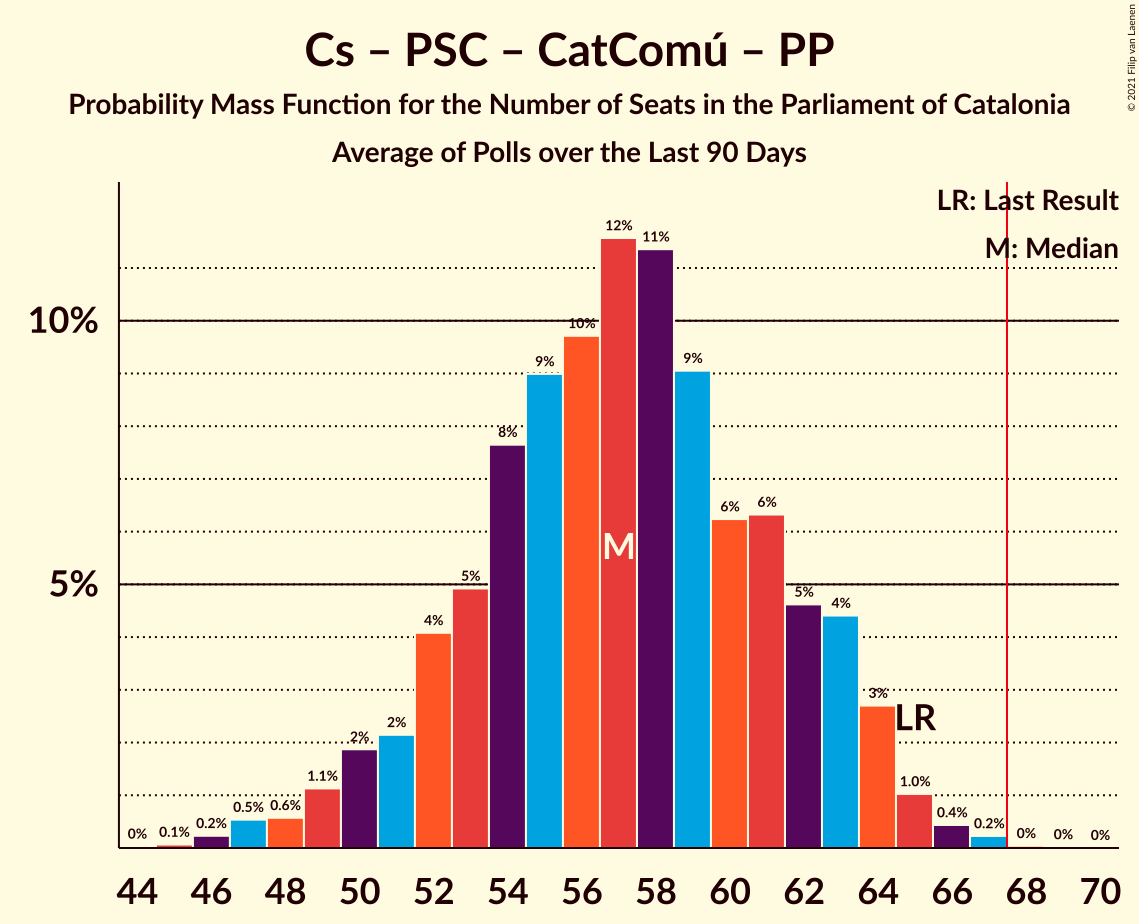 © 2021 Filip van Laenen
Cs – PSC – CatComú – PP
Probability Mass Function for the Number of Seats in the Parliament of Catalonia
Average of Polls over the Last 90 Days
LR: Last Result
M: Median
10%
5%
0% 0.1% 0.2% 0.5% 0.6% 1.1% 2% 2% 4% 5% 8% 9% 10% 12% 11% 9% 6% 6% 5% 4% 3% 1.0% 0.4% 0.2% 0% 0% 0%
M
LR
44 46 48 50 52 54 56 58 60 62 64 66 68 70